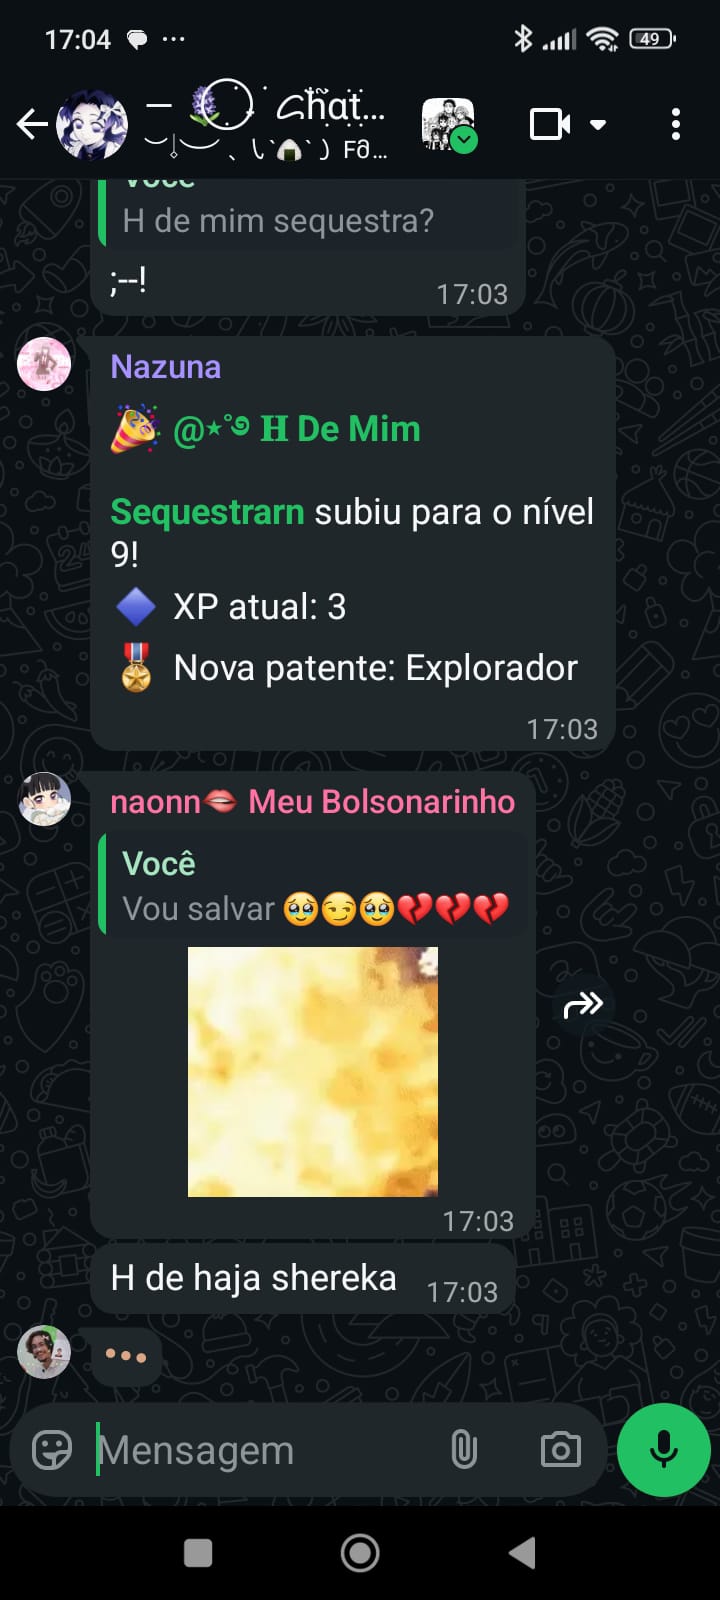 17:04
49
Chat...
Fa...
Você
H de mim sequestra?
;--!
17:03
Nazuna
@⋆˚࿔ 𝐇 De Mim
Sequestrarn subiu para o nível
9!
XP atual: 3
Nova patente: Explorador
17:03
naonn🫦 Meu Bolsonarinho
Você
Vou salvar 🥹😏🥹💔💔💔
17:03
H de haja shereka
17:03
Mensagem